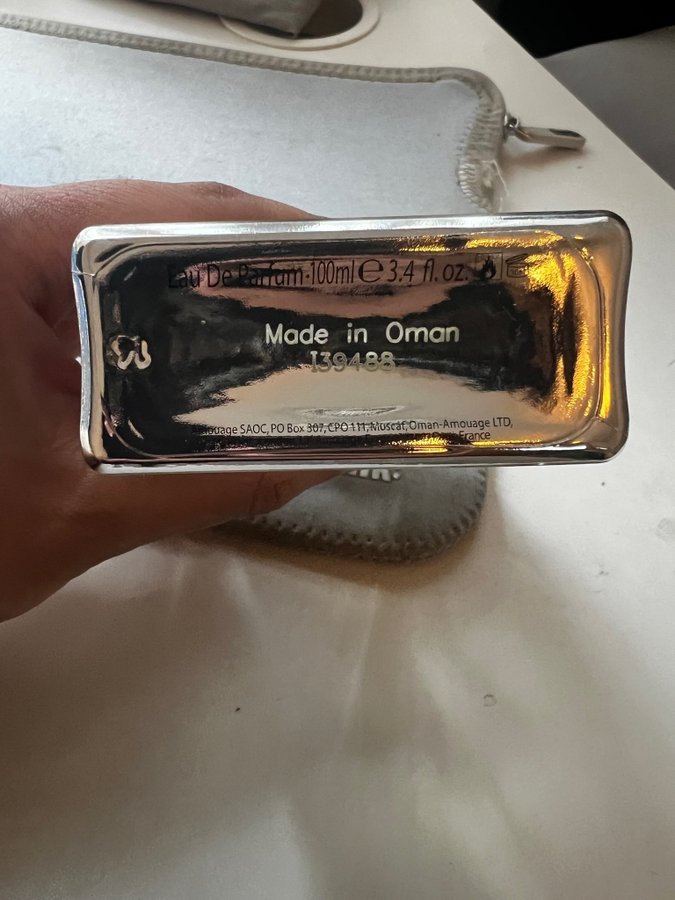 Eau De Parfum·100ml ℮ 3.4 fl. oz.
Made in Oman
139488
SAOC, PO Box 307, CPO 111, Muscat, Oman-Amouage LTD,
France